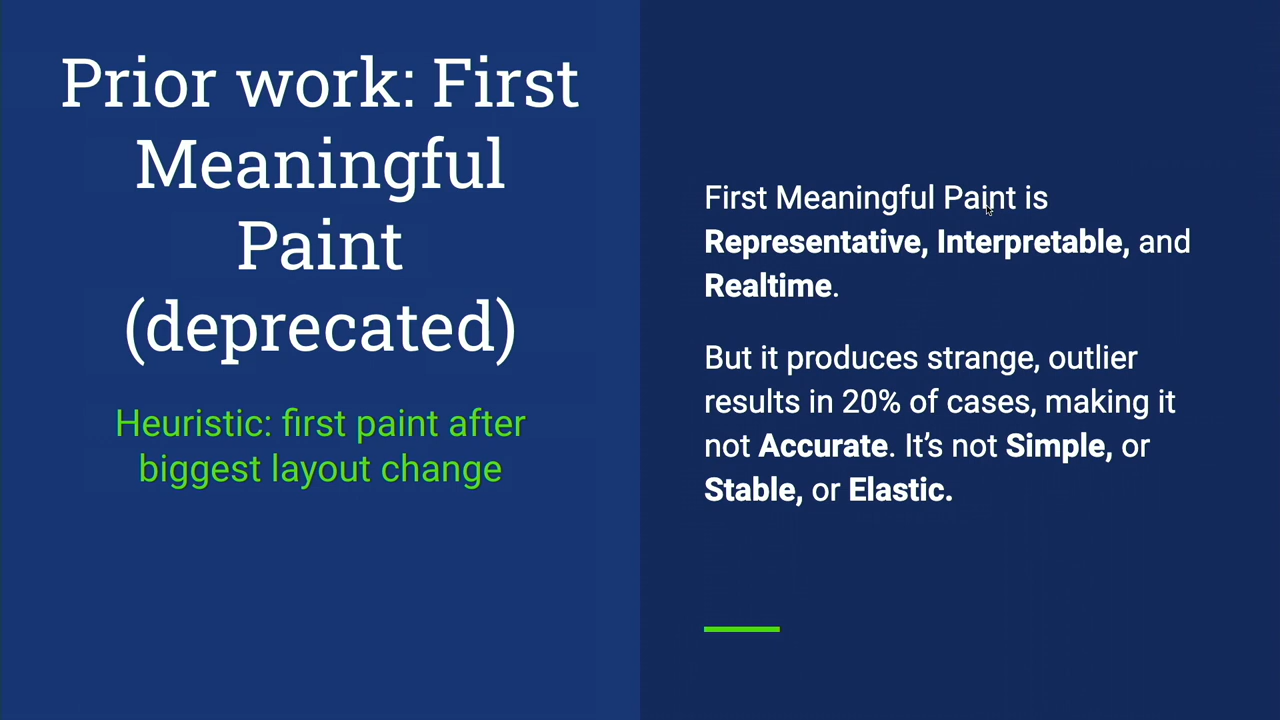 Prior work: First
Meaningful
Paint
(deprecated)
Heuristic: first paint after
biggest layout change
First Meaningful Paint is
Representative, Interpretable, and
Realtime.
But it produces strange, outlier
results in 20% of cases, making it
not Accurate. It’s not Simple, or
Stable, or Elastic.